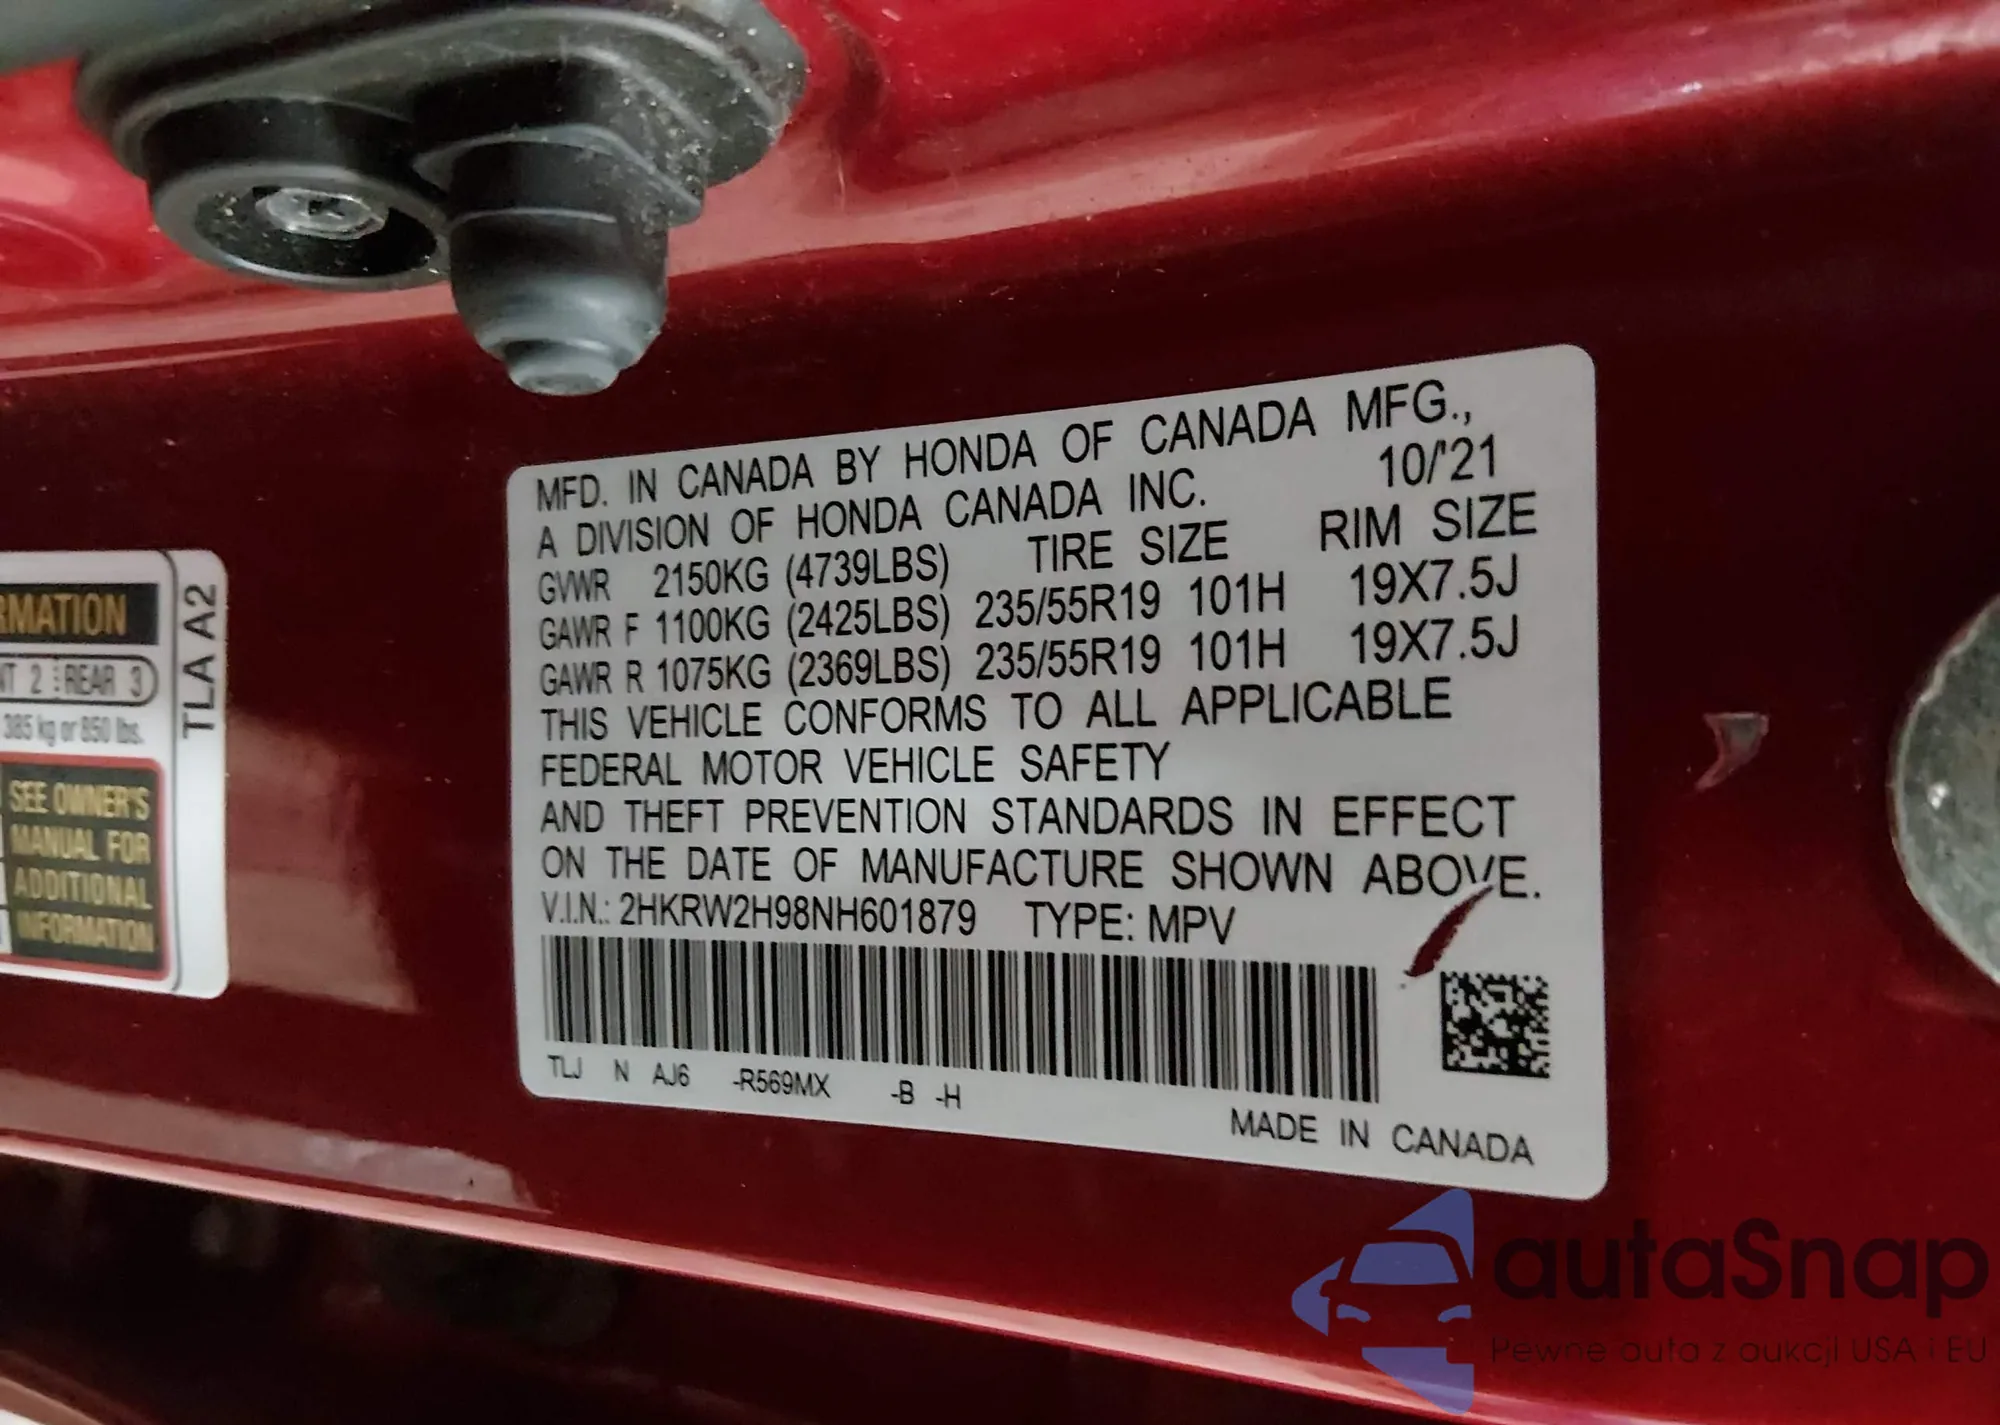 RMATION
NT 2 REAR 3
385 kg or 850 lbs.
SEE OWNER'S
MANUAL FOR
ADDITIONAL
INFORMATION
TLA A2
MFD. IN CANADA BY HONDA OF CANADA MFG.,
A DIVISION OF HONDA CANADA INC. 10/'21
GVWR 2150KG (4739LBS) TIRE SIZE RIM SIZE
GAWR F 1100KG (2425LBS) 235/55R19 101H 19X7.5J
GAWR R 1075KG (2369LBS) 235/55R19 101H 19X7.5J
THIS VEHICLE CONFORMS TO ALL APPLICABLE
FEDERAL MOTOR VEHICLE SAFETY
AND THEFT PREVENTION STANDARDS IN EFFECT
ON THE DATE OF MANUFACTURE SHOWN ABOVE.
V.I.N.: 2HKRW2H98NH601879 TYPE: MPV
TLJ N AJ6 -R569MX -B -H
MADE IN CANADA
autaSnap
Pewne auta z aukcji USA i EU